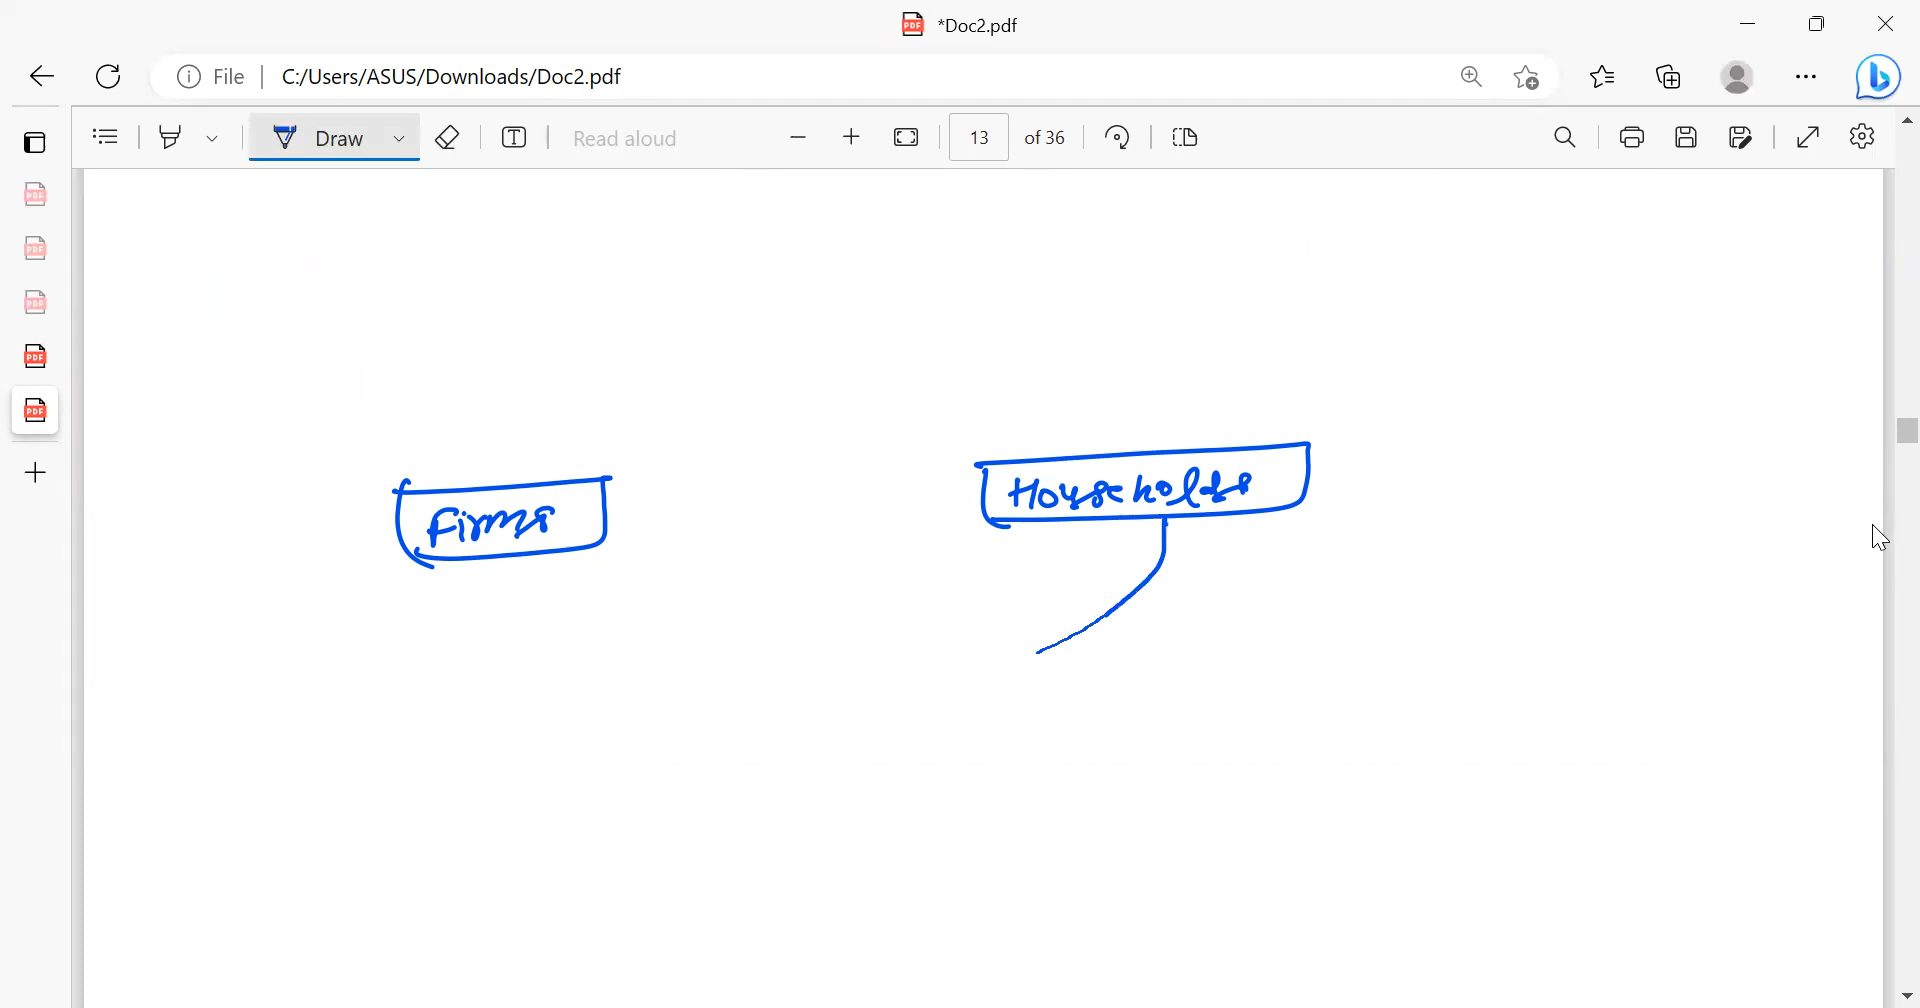 *Doc2.pdf
File C:/Users/ASUS/Downloads/Doc2.pdf
Draw Read aloud 13 of 36
Households
Firms